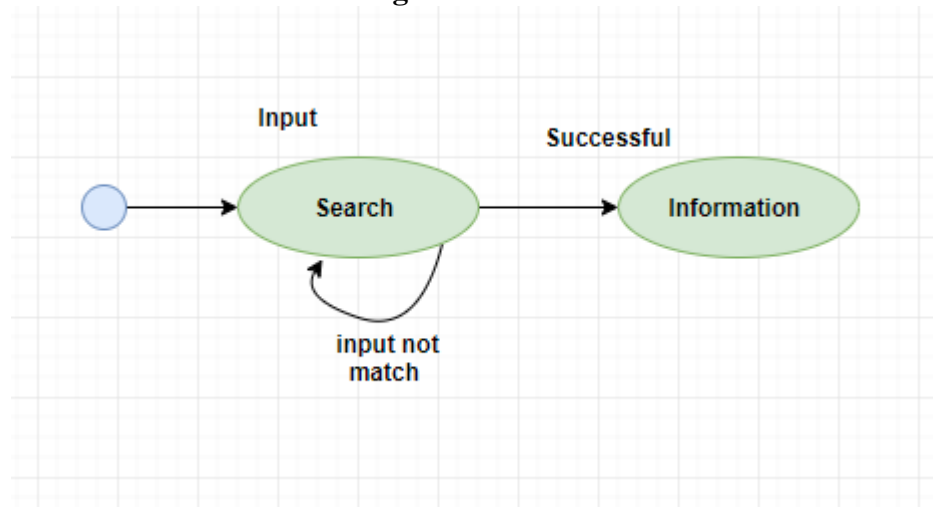 Input
Successful
Search
Information
input not
match